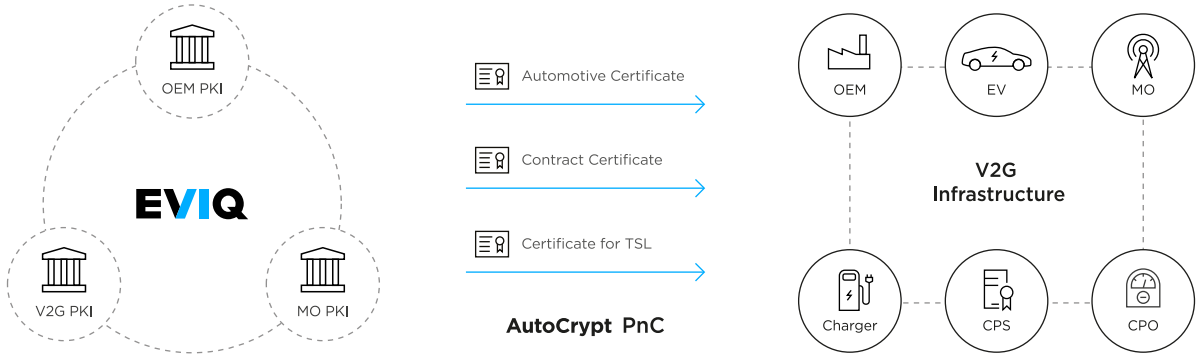 OEM PKI
EVIQ
V2G PKI
MO PKI
Automotive Certificate
Contract Certificate
Certificate for TSL
AutoCrypt PnC
OEM
EV
MO
V2G
Infrastructure
Charger
CPS
CPO